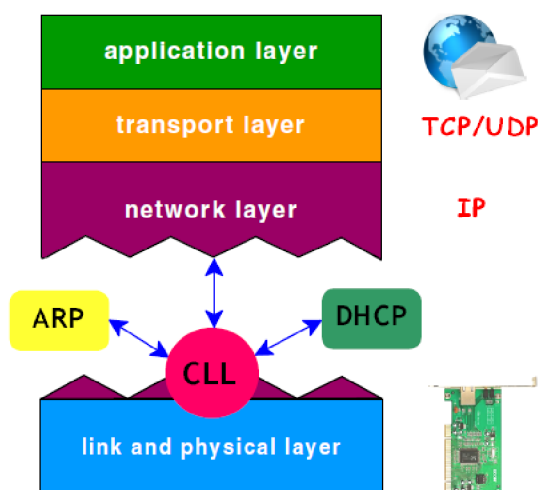 application layer
transport layer
TCP/UDP
network layer
IP
ARP
DHCP
CLL
link and physical layer